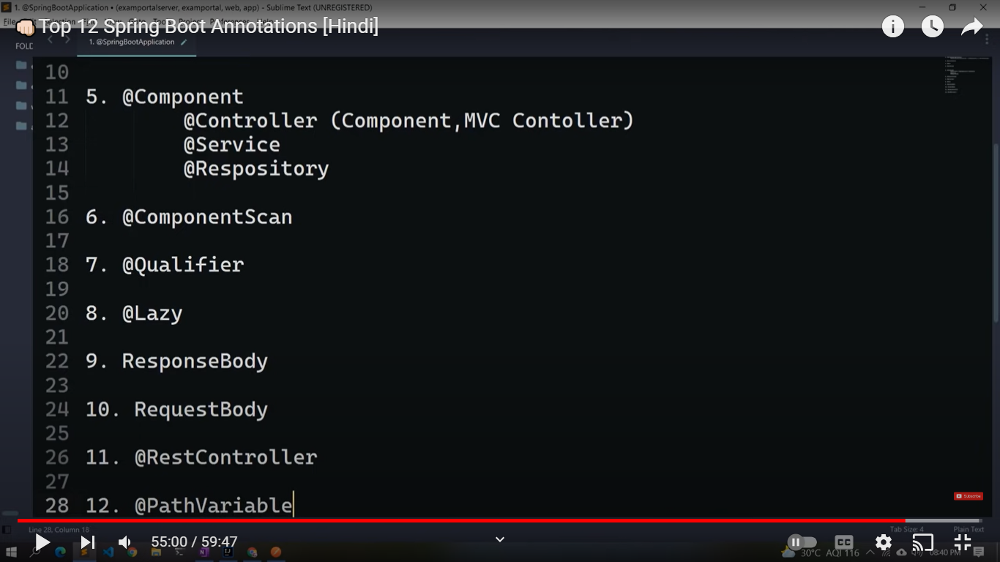 1. @SpringBootApplication • (examportalserver, examportal, web, app) - Sublime Text (UNREGISTERED)
👊🏻Top 12 Spring Boot Annotations [Hindi]
FOLD
1. @SpringBootApplication
10
11 5. @Component
12 @Controller (Component,MVC Contoller)
13 @Service
14 @Respository
15
16 6. @ComponentScan
17
18 7. @Qualifier
19
20 8. @Lazy
21
22 9. ResponseBody
23
24 10. RequestBody
25
26 11. @RestController
27
28 12. @PathVariable
Subscribe
Line 28, Column 18
Tab Size: 4 Plain Text
55:00 / 59:47
CC
30°C AQI 116
08:40 PM